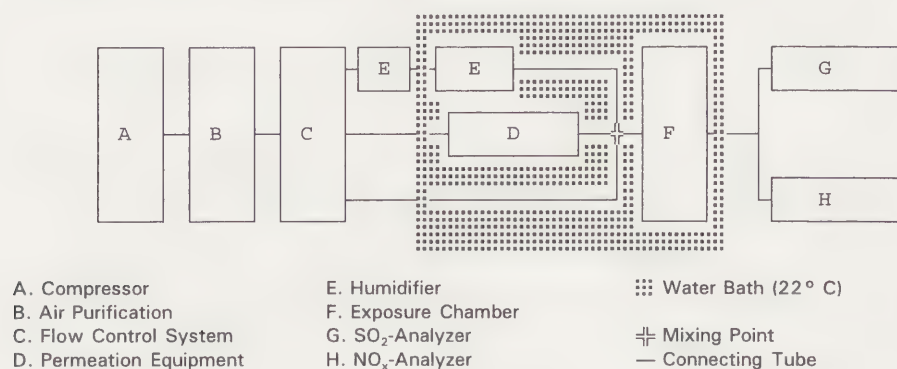 A
B
C
E
E
D
F
G
H
A. Compressor
B. Air Purification
C. Flow Control System
D. Permeation Equipment
E. Humidifier
F. Exposure Chamber
G. SO₂-Analyzer
H. NOₓ-Analyzer
Water Bath (22° C)
Mixing Point
Connecting Tube